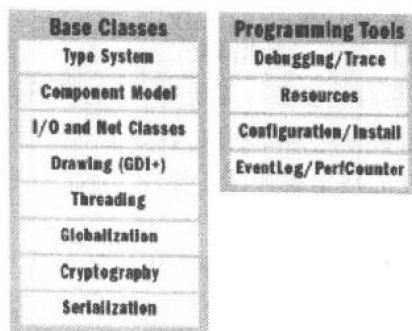 Base Classes
Type System
Component Model
I/O and Net Classes
Drawing (GDI+)
Threading
Globalization
Cryptography
Serialization
Programming Tools
Debugging/Trace
Resources
Configuration/Install
EventLog/PerfCounter